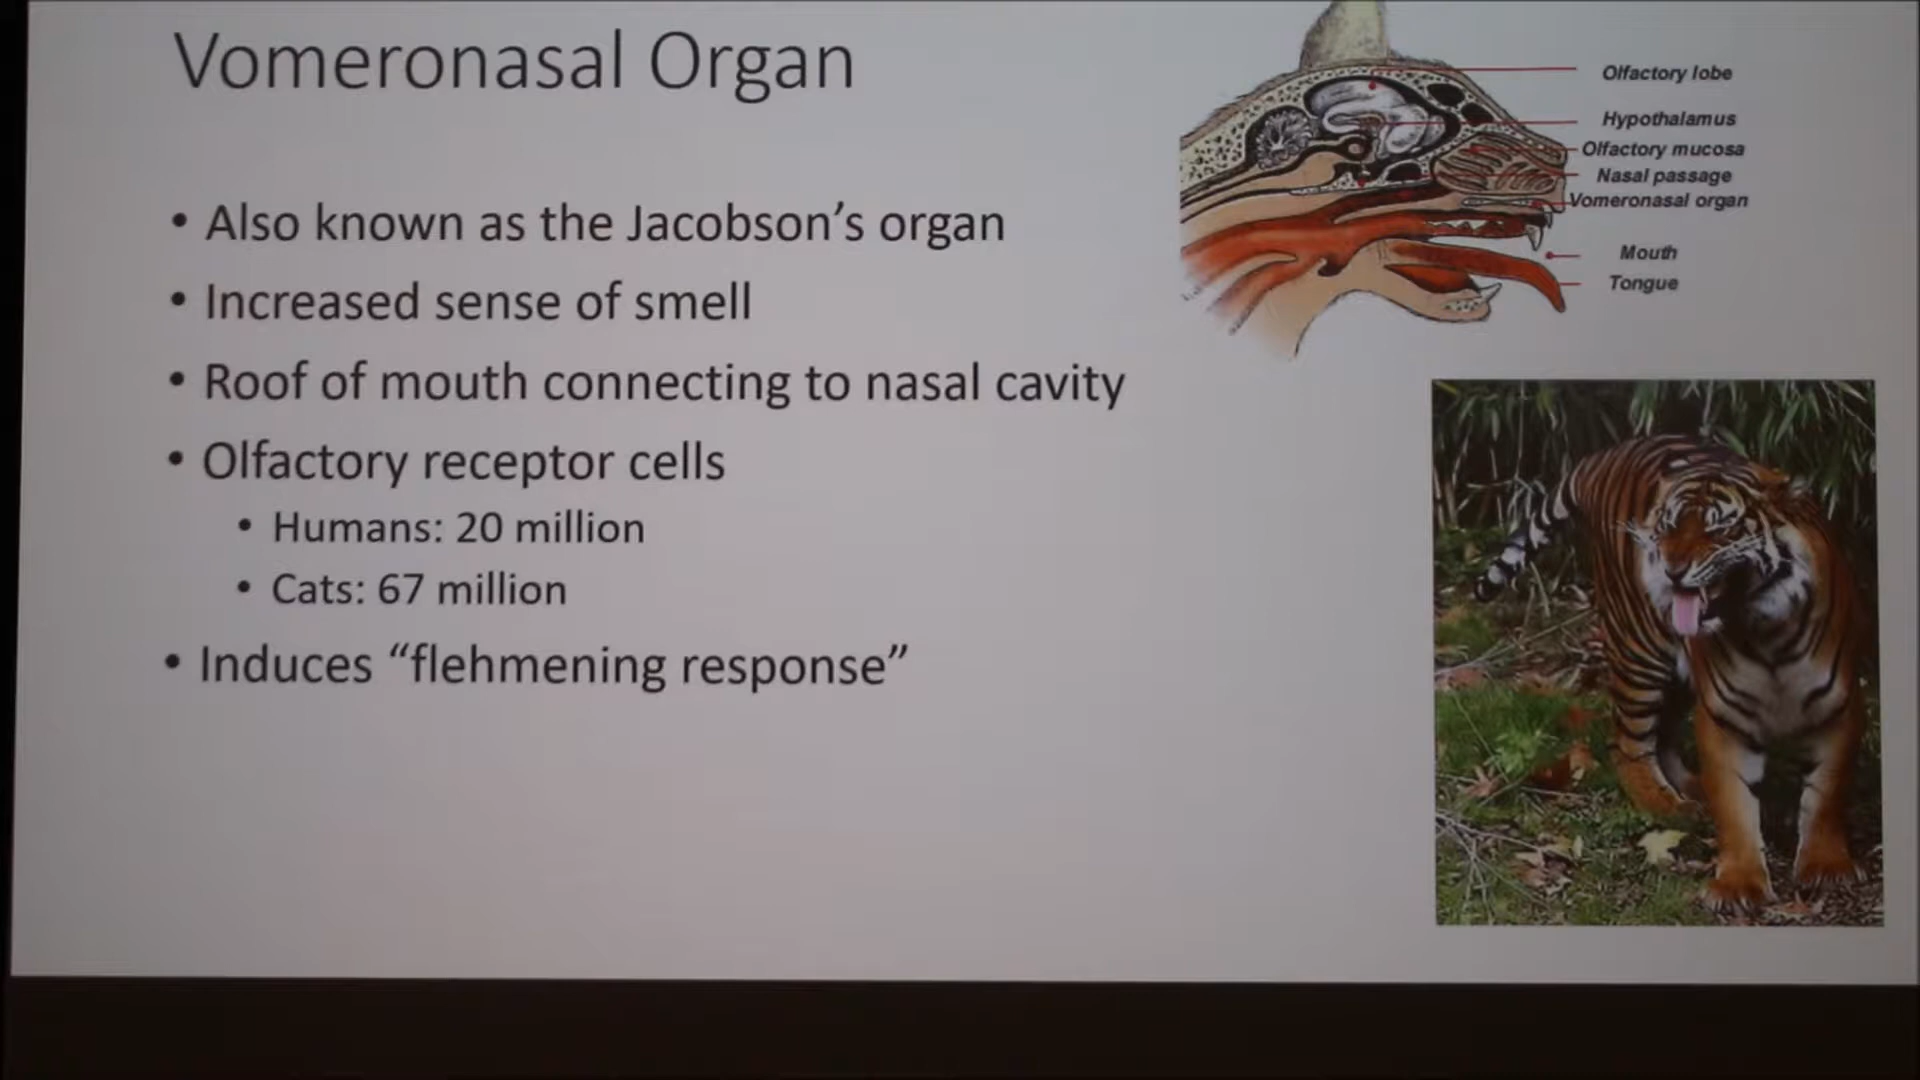 Vomeronasal Organ
• Also known as the Jacobson’s organ
• Increased sense of smell
• Roof of mouth connecting to nasal cavity
• Olfactory receptor cells
• Humans: 20 million
• Cats: 67 million
• Induces “flehmening response”
Olfactory lobe
Hypothalamus
Olfactory mucosa
Nasal passage
Vomeronasal organ
Mouth
Tongue